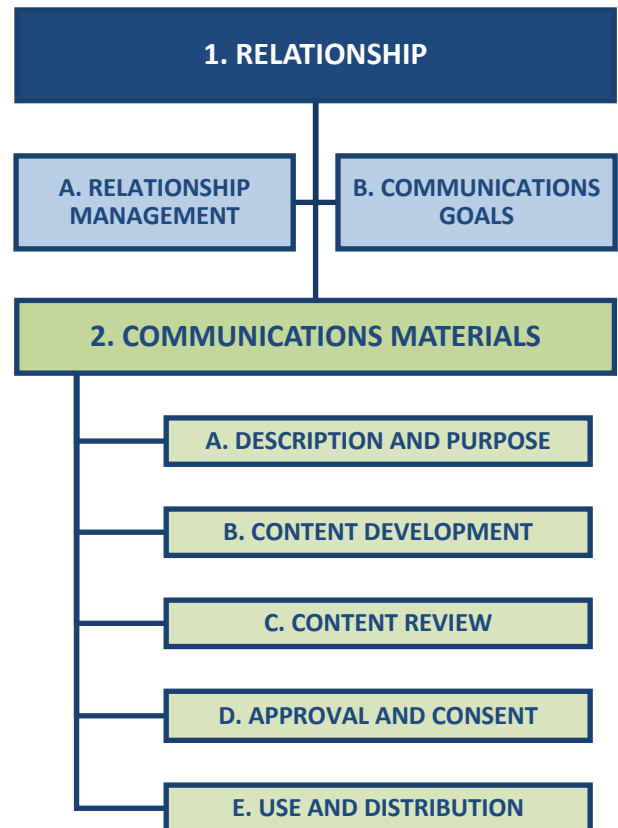 1. RELATIONSHIP
A. RELATIONSHIP
MANAGEMENT
B. COMMUNICATIONS
GOALS
2. COMMUNICATIONS MATERIALS
A. DESCRIPTION AND PURPOSE
B. CONTENT DEVELOPMENT
C. CONTENT REVIEW
D. APPROVAL AND CONSENT
E. USE AND DISTRIBUTION